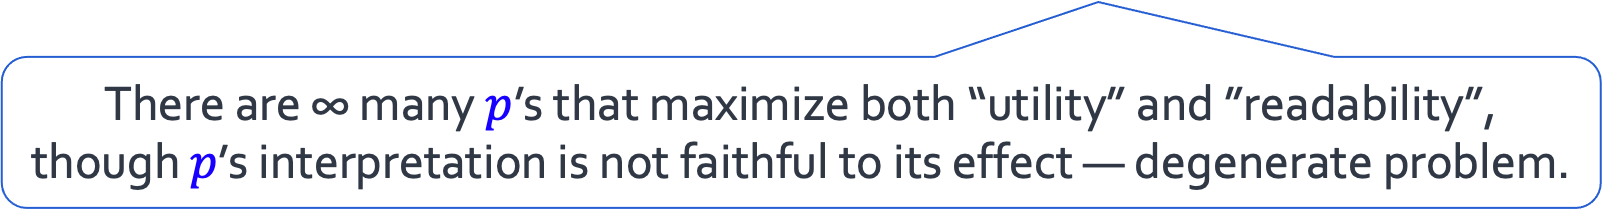 There are ∞ many p’s that maximize both “utility” and ”readability”,
though p’s interpretation is not faithful to its effect — degenerate problem.